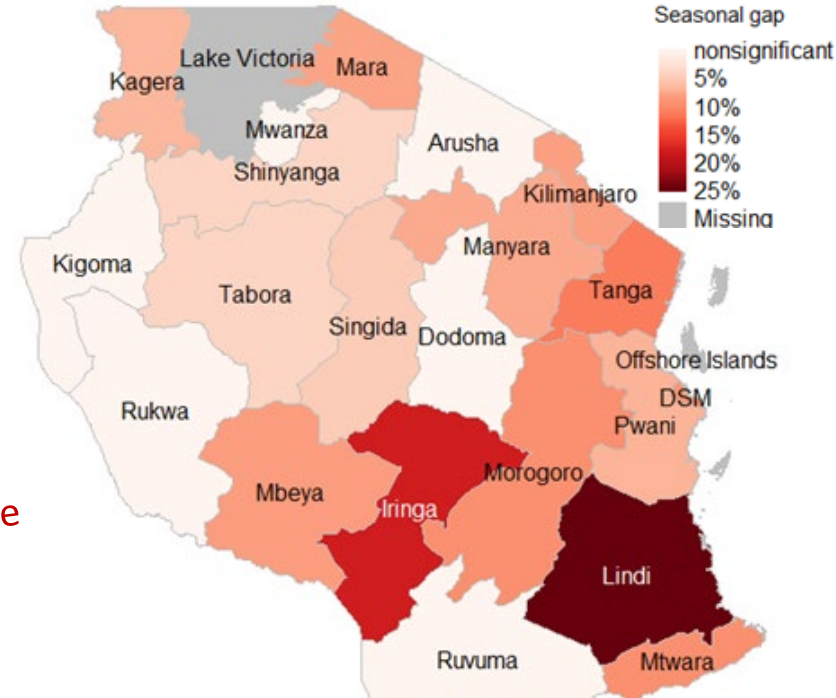 Seasonal gap
nonsignificant
5%
10%
15%
20%
25%
Missing
Lake Victoria
Kagera
Mara
Mwanza
Arusha
Shinyanga
Kilimanjaro
Manyara
Kigoma
Tabora
Tanga
Singida
Dodoma
Offshore Islands
DSM
Rukwa
Pwani
Morogoro
Mbeya
Iringa
e
Lindi
Ruvuma
Mtwara